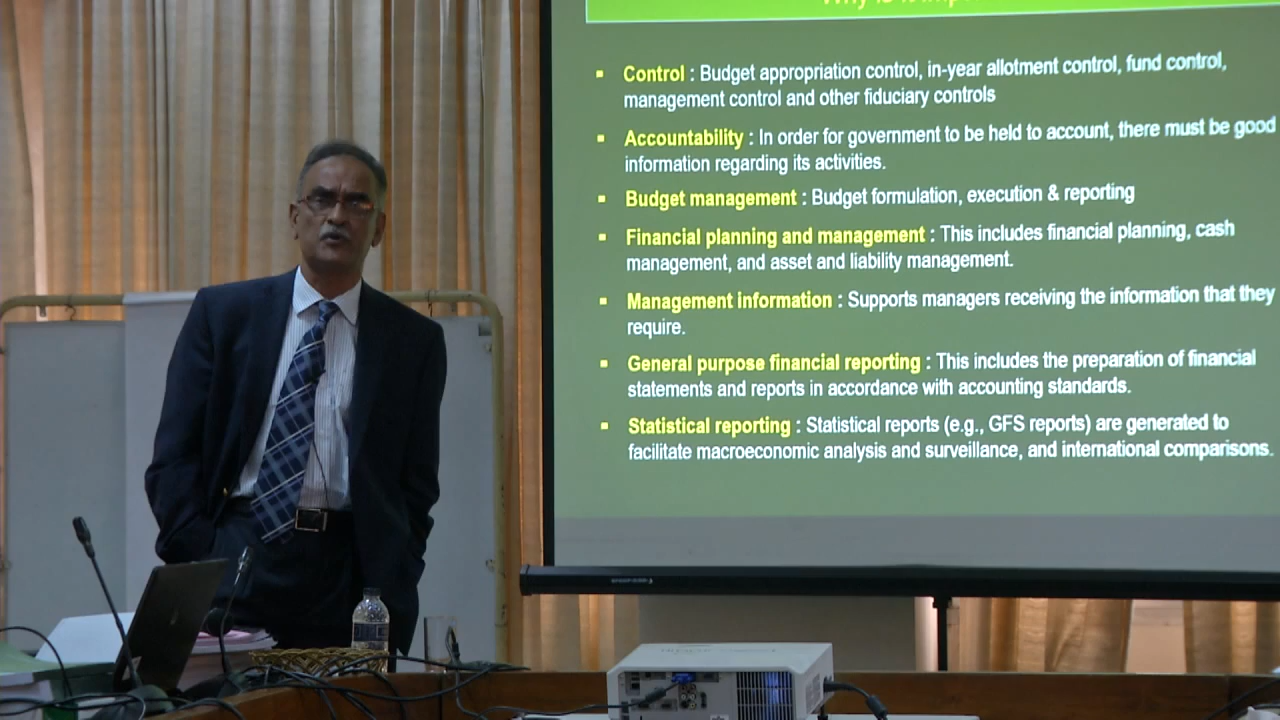 Why is it
▪ Control : Budget appropriation control, in-year allotment control, fund control,
management control and other fiduciary controls
▪ Accountability : In order for government to be held to account, there must be good
information regarding its activities.
▪ Budget management : Budget formulation, execution & reporting
▪ Financial planning and management : This includes financial planning, cash
management, and asset and liability management.
▪ Management information : Supports managers receiving the information that they
require.
▪ General purpose financial reporting : This includes the preparation of financial
statements and reports in accordance with accounting standards.
▪ Statistical reporting : Statistical reports (e.g., GFS reports) are generated to
facilitate macroeconomic analysis and surveillance, and international comparisons.